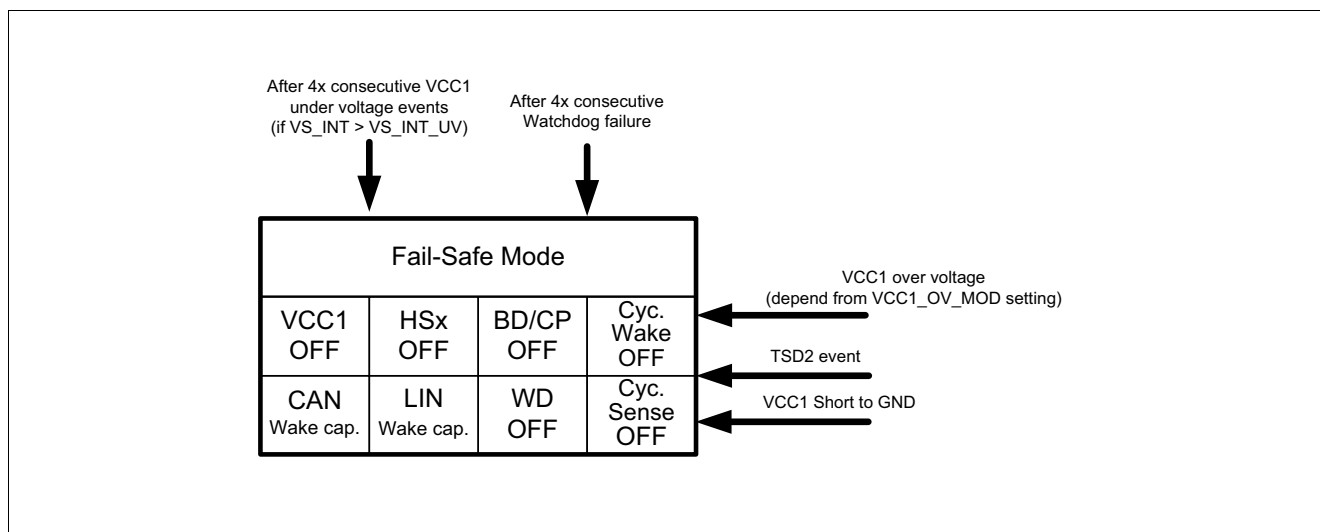 After 4x consecutive VCC1
under voltage events
(if VS_INT > VS_INT_UV)
After 4x consecutive
Watchdog failure
Fail-Safe Mode
VCC1
OFF
HSx
OFF
BD/CP
OFF
Cyc.
Wake
OFF
CAN
Wake cap.
LIN
Wake cap.
WD
OFF
Cyc.
Sense
OFF
VCC1 over voltage
(depend from VCC1_OV_MOD setting)
TSD2 event
VCC1 Short to GND